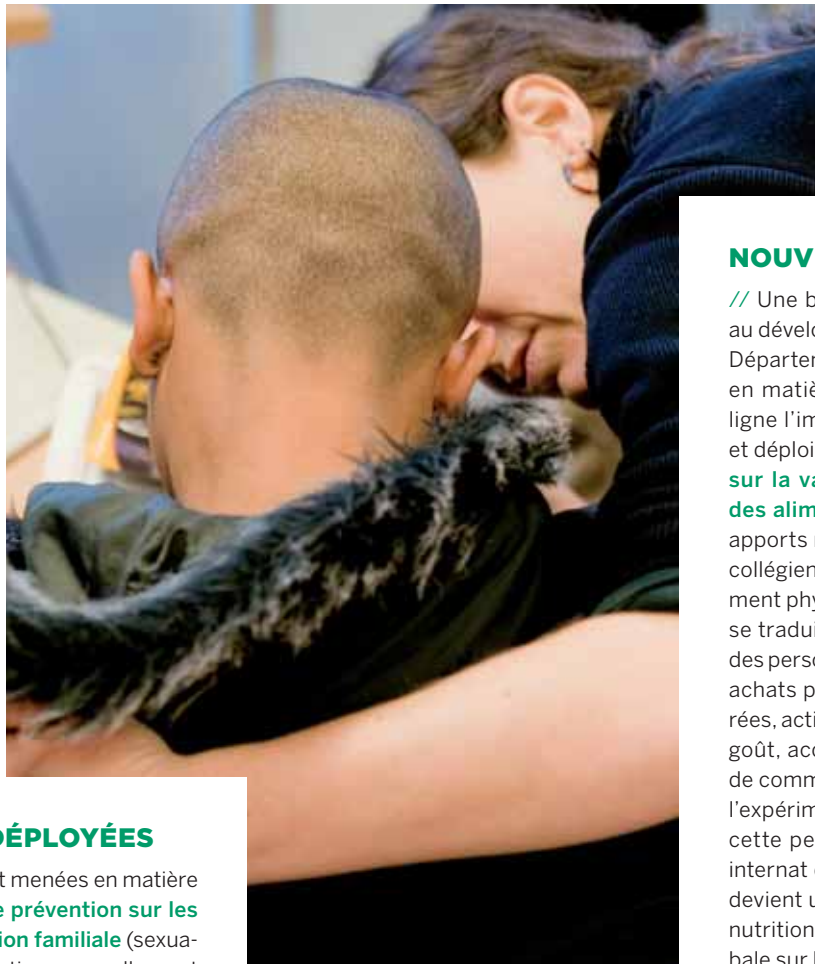 DÉPLOYÉES
t menées en matière
prévention sur les
ion familiale (sexua-
NOUV
// Une b
au dévelo
Départen
en matiè
ligne l'im
et déploi
sur la va
des alim
apports n
collégien
ment phy
se tradui
des perso
achats p
rées, acti
goût, acc
de comm
l'expérim
cette pe
internat
devient u
nutrition
bale sur l